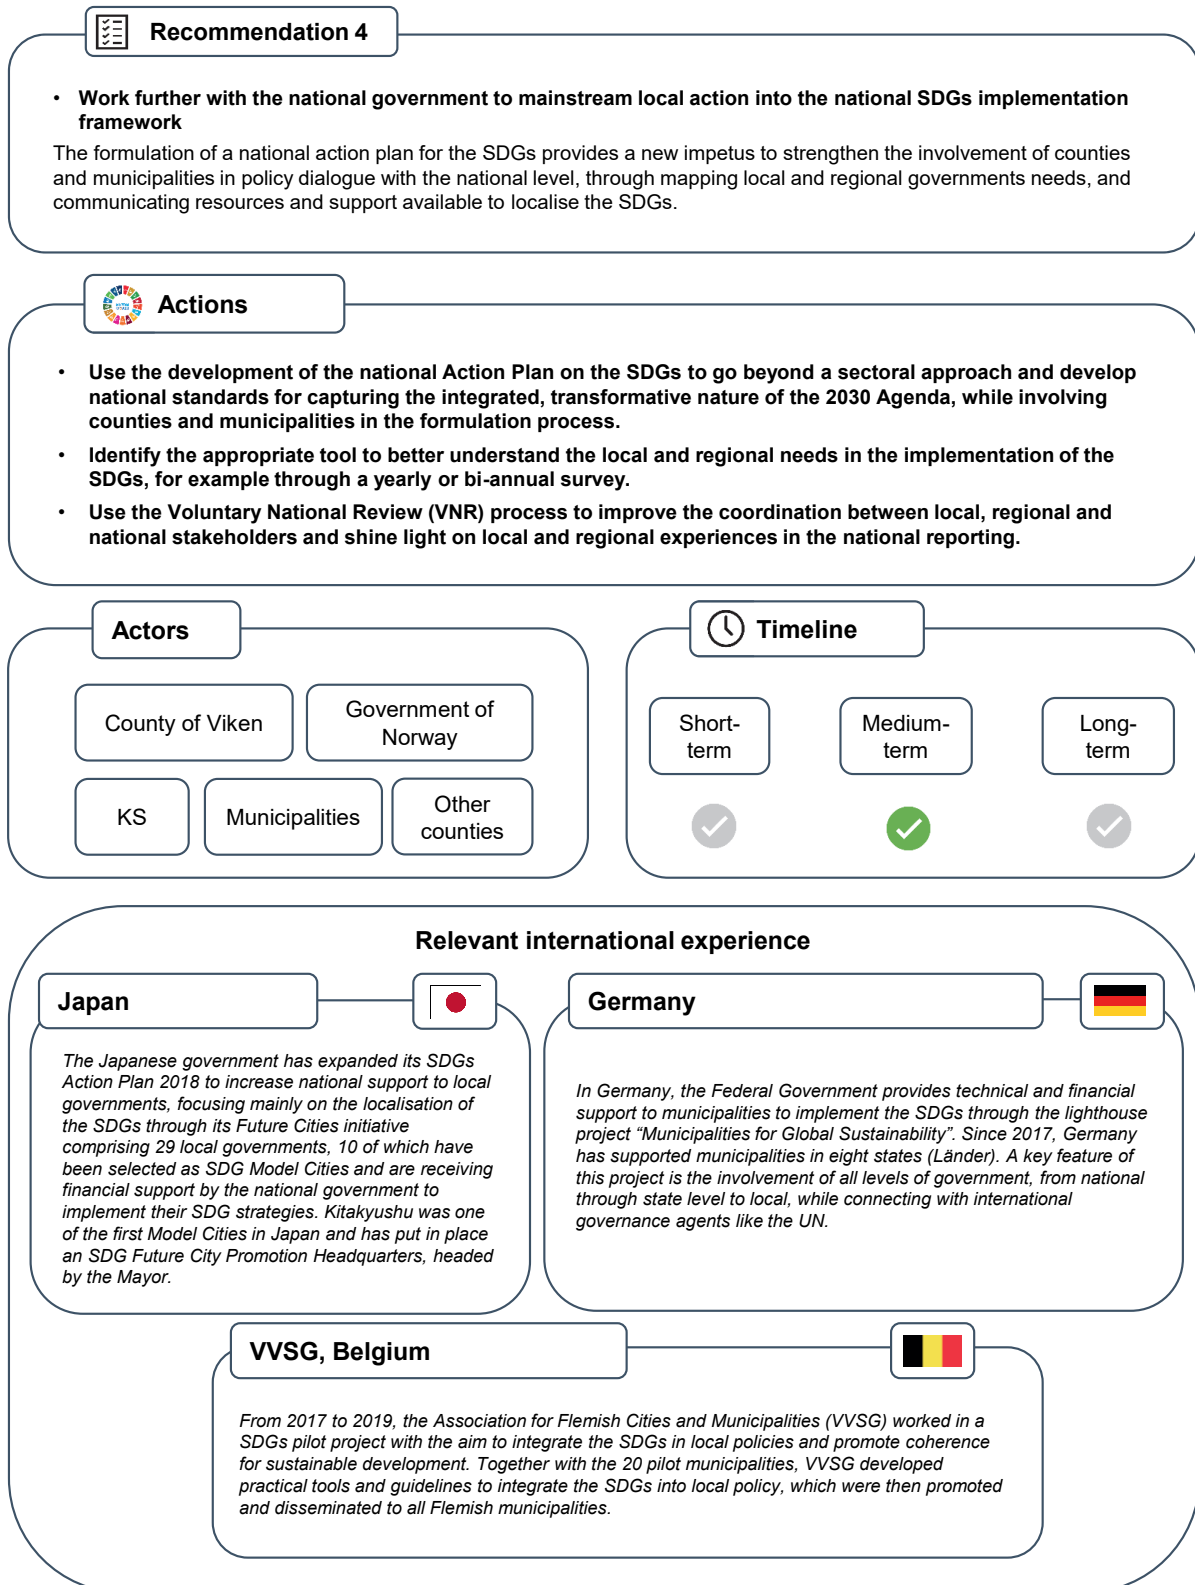 Recommendation 4
• Work further with the national government to mainstream local action into the national SDGs implementation
framework
The formulation of a national action plan for the SDGs provides a new impetus to strengthen the involvement of counties
and municipalities in policy dialogue with the national level, through mapping local and regional governments needs, and
communicating resources and support available to localise the SDGs.
Actions
• Use the development of the national Action Plan on the SDGs to go beyond a sectoral approach and develop
national standards for capturing the integrated, transformative nature of the 2030 Agenda, while involving
counties and municipalities in the formulation process.
• Identify the appropriate tool to better understand the local and regional needs in the implementation of the
SDGs, for example through a yearly or bi-annual survey.
• Use the Voluntary National Review (VNR) process to improve the coordination between local, regional and
national stakeholders and shine light on local and regional experiences in the national reporting.
Actors
County of Viken
Government of
Norway
KS
Municipalities
Other
counties
Timeline
Short-
term
Medium-
term
Long-
term
Relevant international experience
Japan
The Japanese government has expanded its SDGs
Action Plan 2018 to increase national support to local
governments, focusing mainly on the localisation of
the SDGs through its Future Cities initiative
comprising 29 local governments, 10 of which have
been selected as SDG Model Cities and are receiving
financial support by the national government to
implement their SDG strategies. Kitakyushu was one
of the first Model Cities in Japan and has put in place
an SDG Future City Promotion Headquarters, headed
by the Mayor.
Germany
In Germany, the Federal Government provides technical and financial
support to municipalities to implement the SDGs through the lighthouse
project “Municipalities for Global Sustainability”. Since 2017, Germany
has supported municipalities in eight states (Länder). A key feature of
this project is the involvement of all levels of government, from national
through state level to local, while connecting with international
governance agents like the UN.
VVSG, Belgium
From 2017 to 2019, the Association for Flemish Cities and Municipalities (VVSG) worked in a
SDGs pilot project with the aim to integrate the SDGs in local policies and promote coherence
for sustainable development. Together with the 20 pilot municipalities, VVSG developed
practical tools and guidelines to integrate the SDGs into local policy, which were then promoted
and disseminated to all Flemish municipalities.